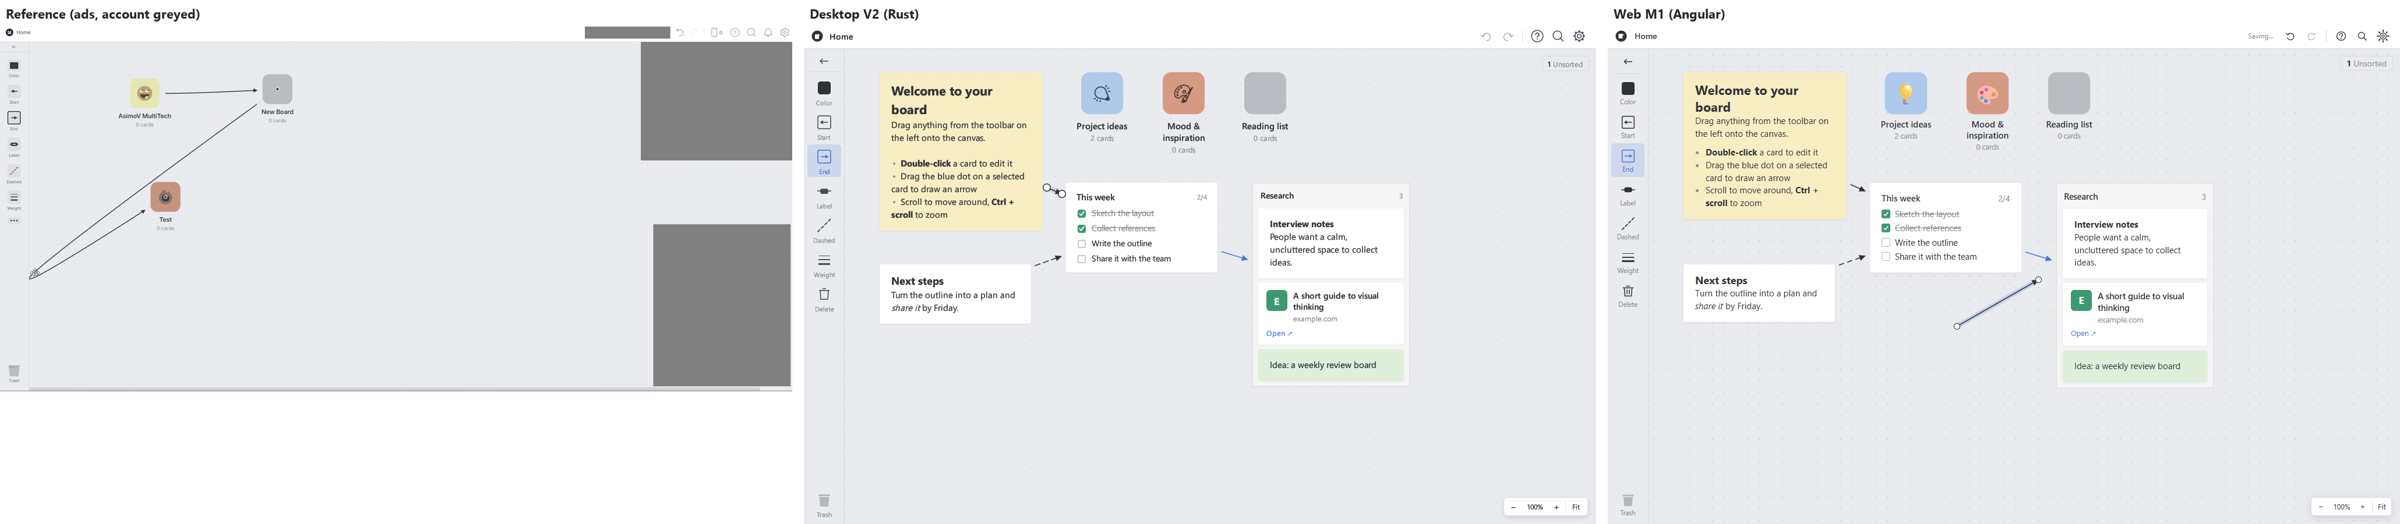 Reference (ads, account greyed)
Home
Color
Start
End
Label
Dashed
Weight
Trash
AsimoV MultiTech
0 cards
New Board
0 cards
Test
0 cards
Desktop V2 (Rust)
Home
1 Unsorted
Color
Start
End
Label
Dashed
Weight
Delete
Trash
Welcome to your
board
Drag anything from the toolbar on
the left onto the canvas.
• Double-click a card to edit it
• Drag the blue dot on a selected
card to draw an arrow
• Scroll to move around, Ctrl +
scroll to zoom
Project ideas
2 cards
Mood &
inspiration
0 cards
Reading list
0 cards
This week 2/4
Sketch the layout
Collect references
Write the outline
Share it with the team
Next steps
Turn the outline into a plan and
share it by Friday.
Research 3
Interview notes
People want a calm,
uncluttered space to collect
ideas.
E
A short guide to visual
thinking
example.com
Open ↗
Idea: a weekly review board
− 100% + Fit
Web M1 (Angular)
Home
Saving...
1 Unsorted
Color
Start
End
Label
Dashed
Weight
Delete
Trash
Welcome to your
board
Drag anything from the toolbar on
the left onto the canvas.
• Double-click a card to edit it
• Drag the blue dot on a selected
card to draw an arrow
• Scroll to move around, Ctrl +
scroll to zoom
Project ideas
2 cards
Mood &
inspiration
0 cards
Reading list
0 cards
This week 2/4
Sketch the layout
Collect references
Write the outline
Share it with the team
Next steps
Turn the outline into a plan and
share it by Friday.
Research 3
Interview notes
People want a calm,
uncluttered space to collect
ideas.
E
A short guide to visual
thinking
example.com
Open ↗
Idea: a weekly review board
− 100% + Fit